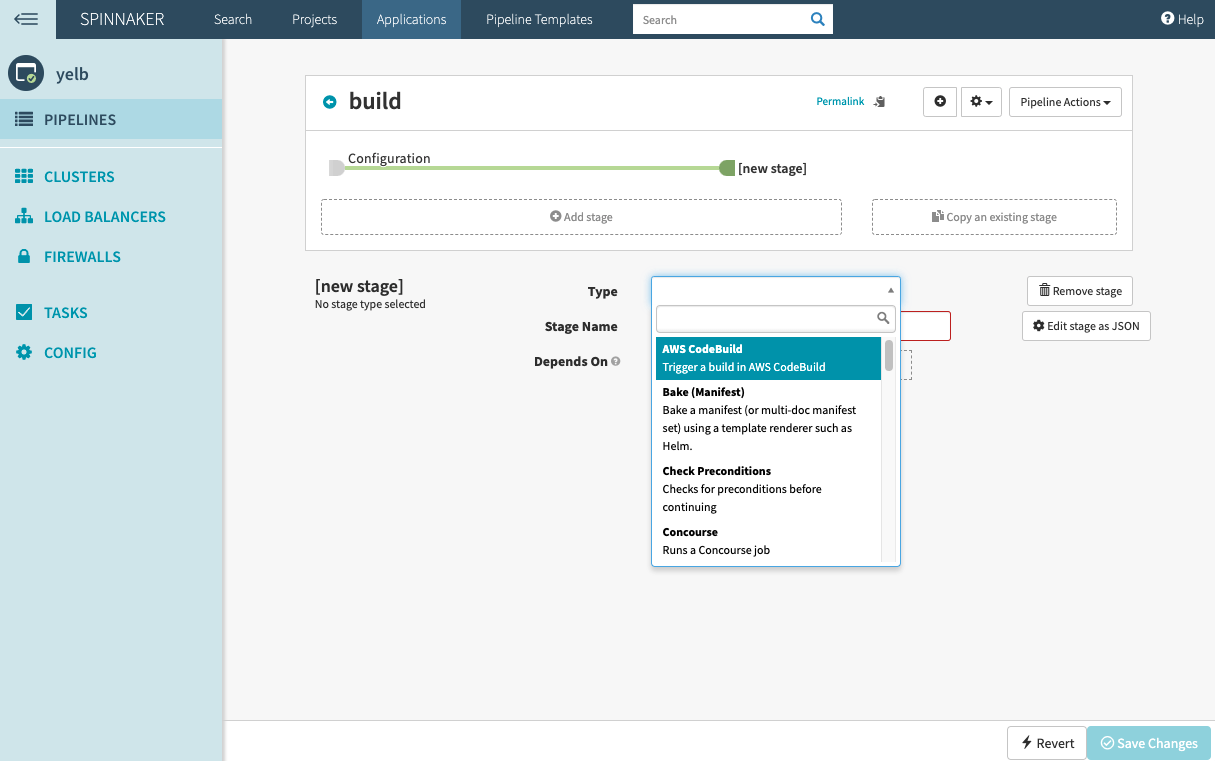 SPINNAKER Search Projects Applications Pipeline Templates Search Help
yelb
PIPELINES
CLUSTERS
LOAD BALANCERS
FIREWALLS
TASKS
CONFIG
build Permalink Pipeline Actions
Configuration
[new stage]
Add stage Copy an existing stage
[new stage]
No stage type selected
Type
Stage Name
Depends On
AWS CodeBuild
Trigger a build in AWS CodeBuild
Bake (Manifest)
Bake a manifest (or multi-doc manifest
set) using a template renderer such as
Helm.
Check Preconditions
Checks for preconditions before
continuing
Concourse
Runs a Concourse job
Remove stage
Edit stage as JSON
Revert Save Changes